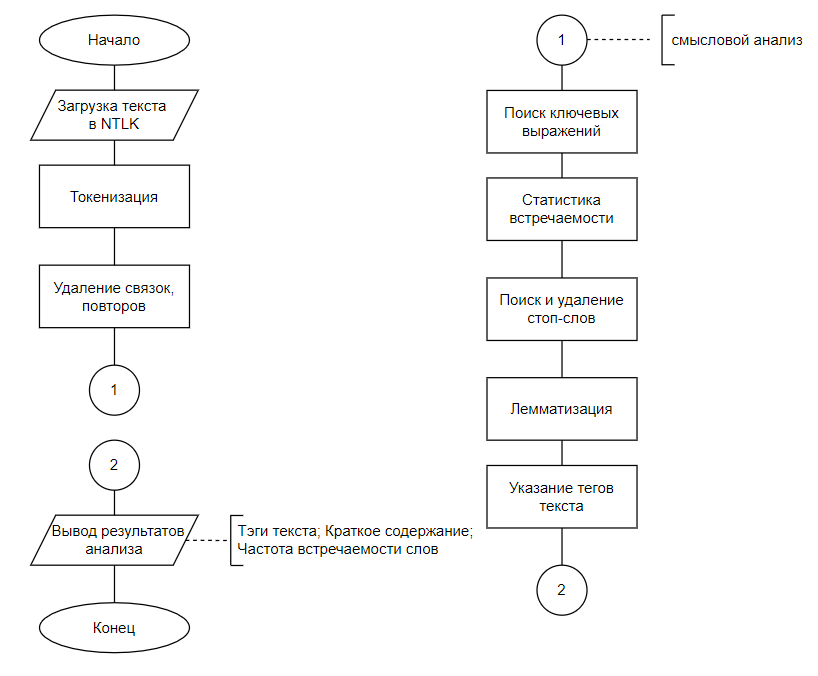 Начало
Загрузка текста
в NTLK
Токенизация
Удаление связок,
повторов
1
2
Вывод результатов
анализа
Тэги текста; Краткое содержание;
Частота встречаемости слов
Конец
1
смысловой анализ
Поиск ключевых
выражений
Статистика
встречаемости
Поиск и удаление
стоп-слов
Лемматизация
Указание тегов
текста
2